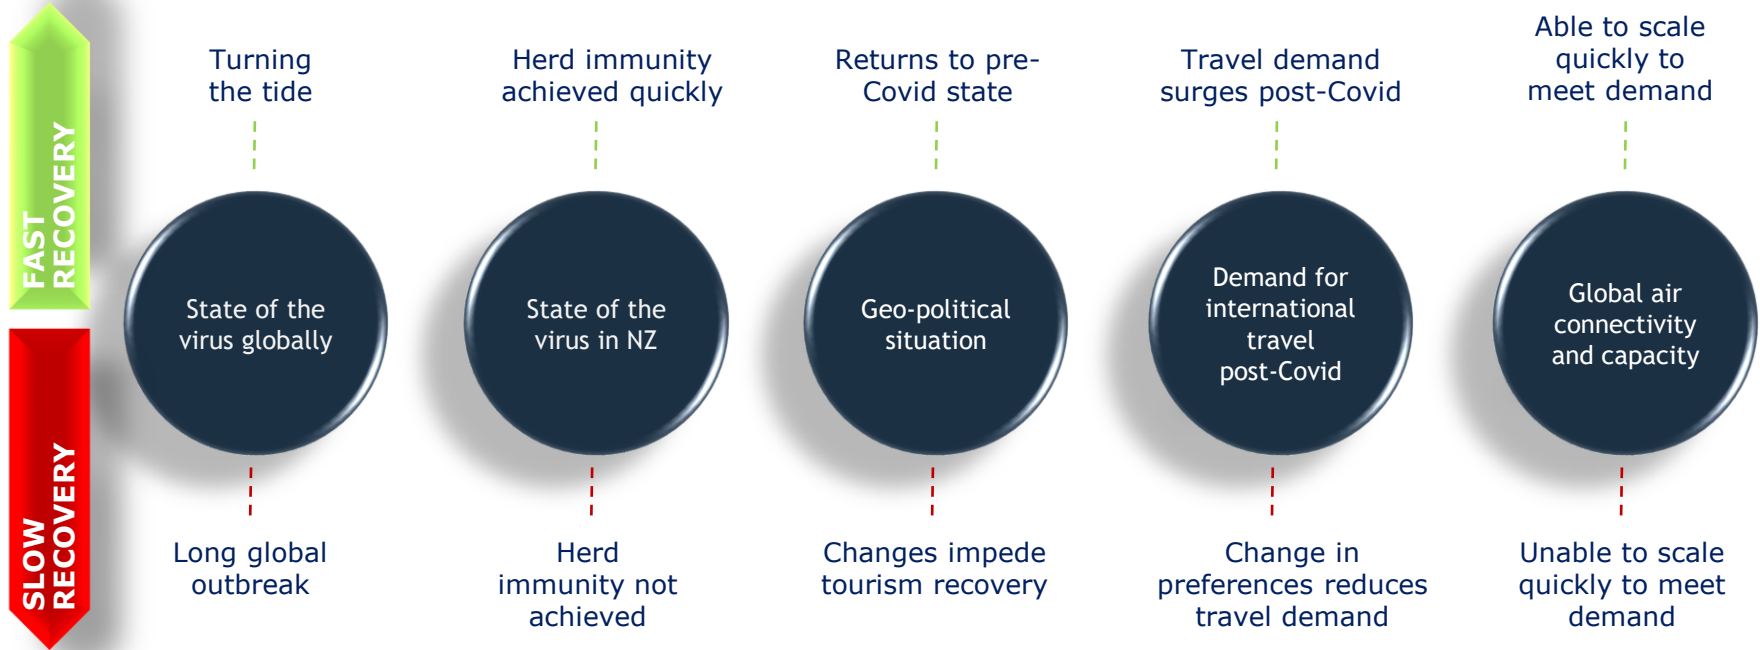 FAST
RECOVERY
Turning
the tide
Herd immunity
achieved quickly
Returns to pre-
Covid state
Travel demand
surges post-Covid
Able to scale
quickly to
meet demand
State of the
virus globally
State of the
virus in NZ
Geo-political
situation
Demand for
international
travel
post-Covid
Global air
connectivity
and capacity
SLOW
RECOVERY
Long global
outbreak
Herd
immunity not
achieved
Changes impede
tourism recovery
Change in
preferences reduces
travel demand
Unable to scale
quickly to meet
demand